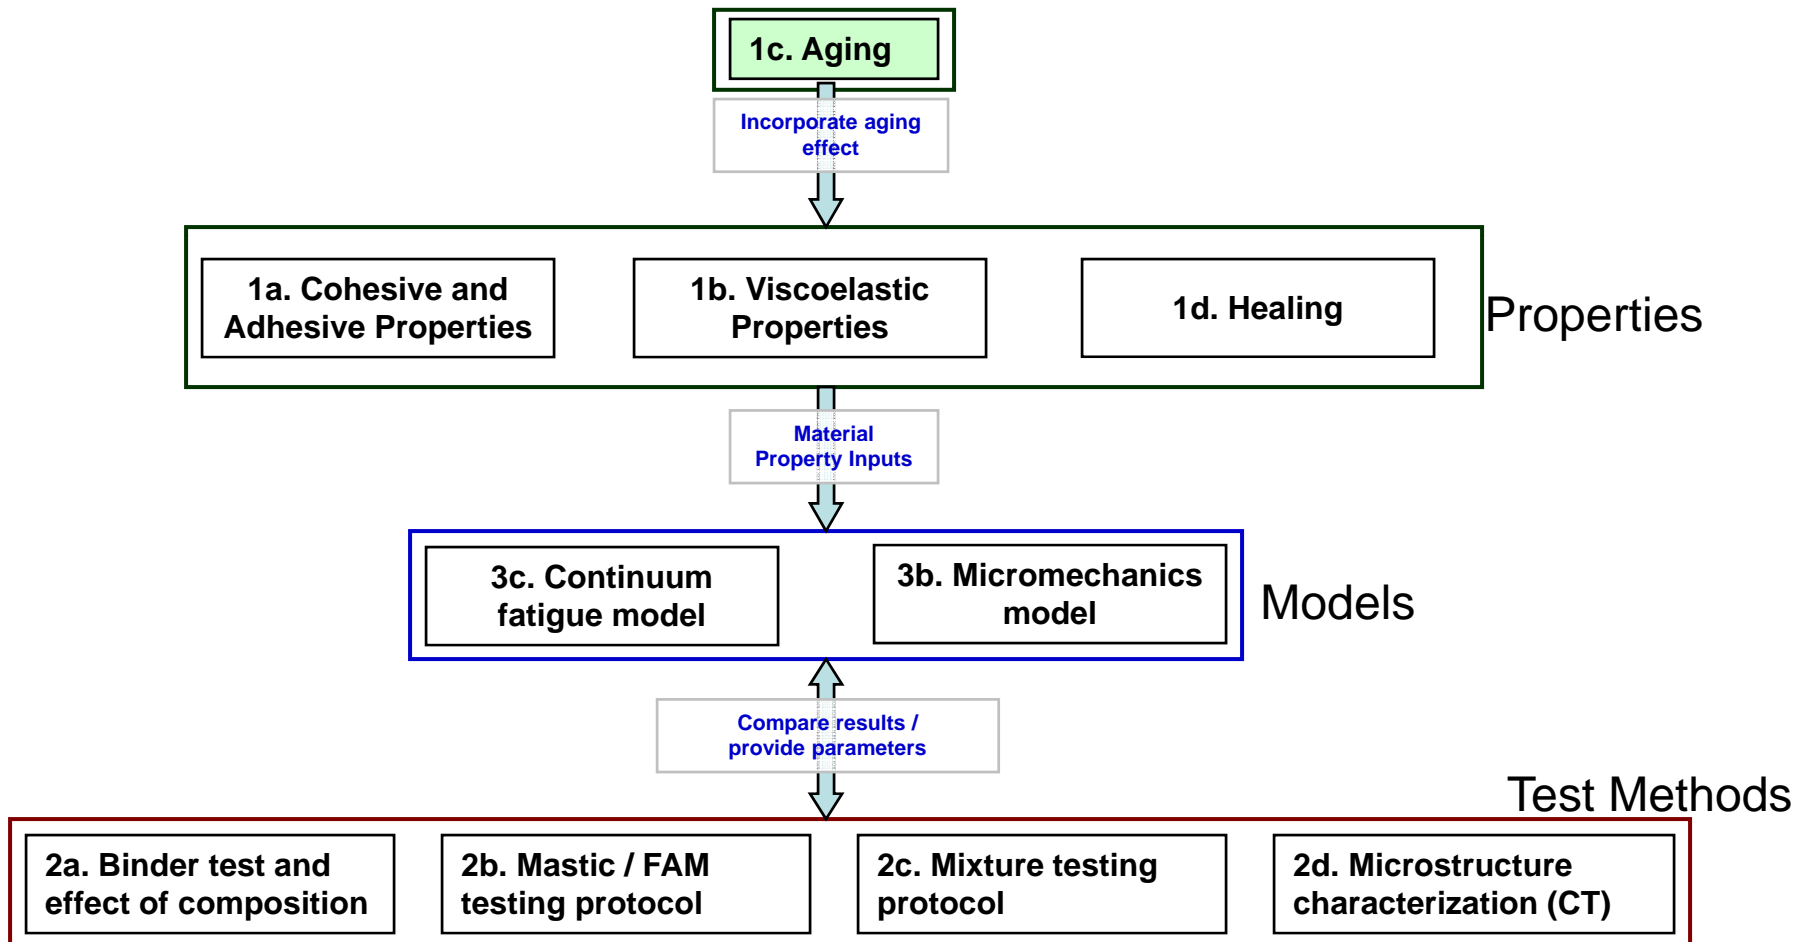 1c. Aging
Incorporate aging
effect
1a. Cohesive and
Adhesive Properties
1b. Viscoelastic
Properties
1d. Healing
Properties
Material
Property Inputs
3c. Continuum
fatigue model
3b. Micromechanics
model
Models
Compare results /
provide parameters
Test Methods
2a. Binder test and
effect of composition
2b. Mastic / FAM
testing protocol
2c. Mixture testing
protocol
2d. Microstructure
characterization (CT)